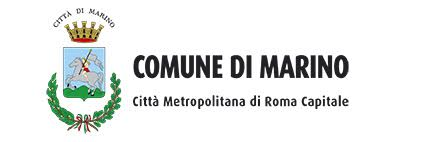 CITTÀ DI MARINO
COMUNE DI MARINO
Città Metropolitana di Roma Capitale